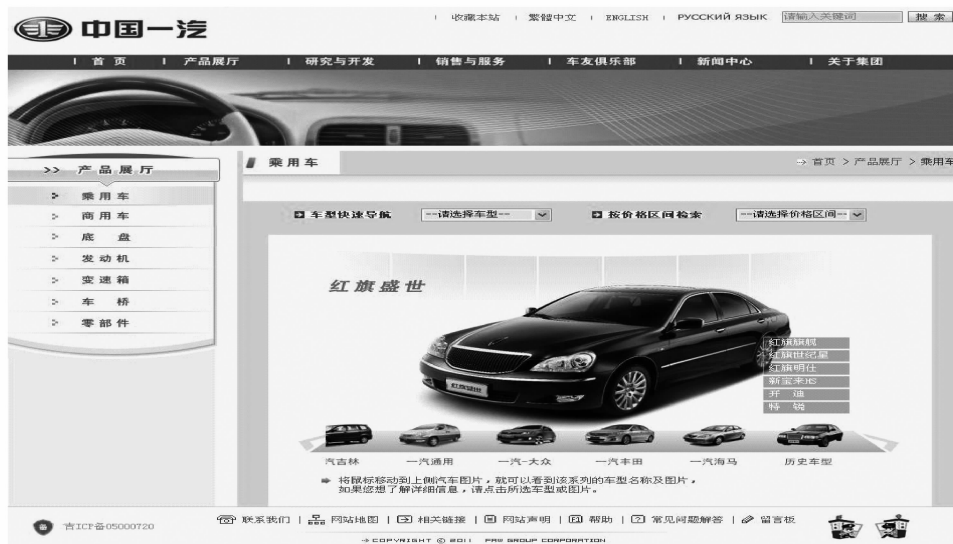 中国一汽
收藏本站 | 繁體中文 | ENGLISH | РУССКИЙ ЯЗЫК 请输入关键词 搜索
首页 | 产品展厅 | 研究与开发 | 销售与服务 | 车友俱乐部 | 新闻中心 | 关于集团
>> 产品展厅
乘用车
商用车
底 盘
发动机
变速箱
车 桥
零部件
乘用车
首页 > 产品展厅 > 乘用车
车型快速导航 --请选择车型-- 按价格区间检索 --请选择价格区间--
红旗盛世
红旗盛世
红旗旗舰
红旗世纪星
红旗明仕
新宝来HS
开 迪
特 锐
汽吉林 一汽通用 一汽-大众 一汽丰田 一汽海马 历史车型
将鼠标移动到上侧汽车图片，就可以看到该系列的车型名称及图片，
如果您想了解详细信息，请点击所选车型或图片。
吉ICP备05000720
联系我们 | 网站地图 | 相关链接 | 网站声明 | 帮助 | 常见问题解答 | 留言板
COPYRIGHT © 2011 FAW GROUP CORPORATION